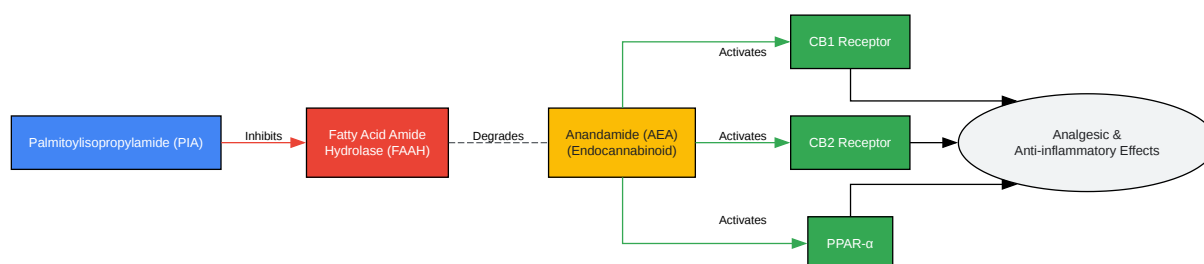 Palmitoylisopropylamide (PIA)
Inhibits
Fatty Acid Amide
Hydrolase (FAAH)
Degrades
Anandamide (AEA)
(Endocannabinoid)
Activates
CB1 Receptor
Activates
CB2 Receptor
Activates
PPAR-α
Analgesic &
Anti-inflammatory Effects